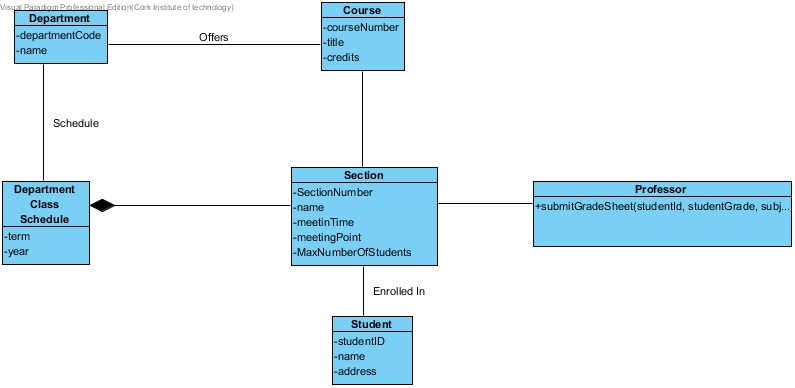 Visual Paradigm Professional Edition(Cork Institute of technology)
Department
-departmentCode
-name
Offers
Course
-courseNumber
-title
-credits
Schedule
Department
Class
Schedule
-term
-year
Section
-SectionNumber
-name
-meetinTime
-meetingPoint
-MaxNumberOfStudents
Professor
+submitGradeSheet(studentId, studentGrade, subj...
Enrolled In
Student
-studentID
-name
-address